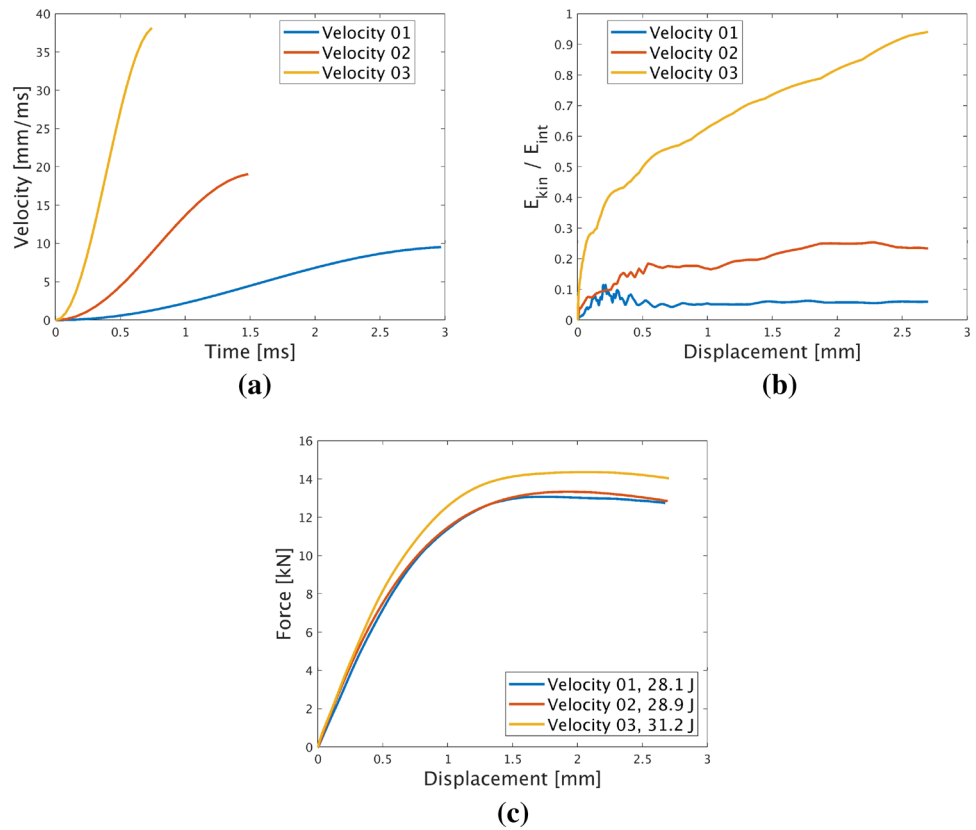 40
35
30
25
20
15
10
5
0
Velocity [mm/ms]
0 0.5 1 1.5 2 2.5 3
Time [ms]
Velocity 01
Velocity 02
Velocity 03
(a)
1
0.9
0.8
0.7
0.6
0.5
0.4
0.3
0.2
0.1
0
E_kin / E_int
0 0.5 1 1.5 2 2.5 3
Displacement [mm]
Velocity 01
Velocity 02
Velocity 03
(b)
16
14
12
10
8
6
4
2
0
Force [kN]
0 0.5 1 1.5 2 2.5 3
Displacement [mm]
Velocity 01, 28.1 J
Velocity 02, 28.9 J
Velocity 03, 31.2 J
(c)